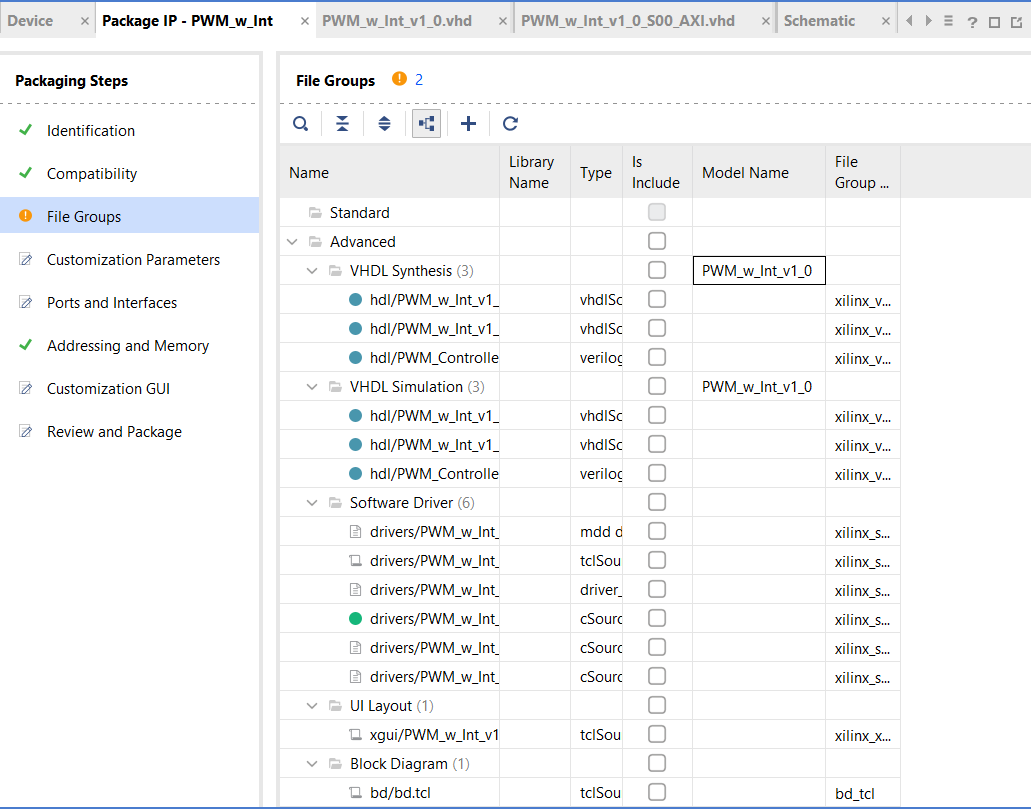 Device
Package IP - PWM_w_Int
PWM_w_Int_v1_0.vhd
PWM_w_Int_v1_0_S00_AXI.vhd
Schematic
Packaging Steps
Identification
Compatibility
File Groups
Customization Parameters
Ports and Interfaces
Addressing and Memory
Customization GUI
Review and Package
File Groups 2
Name
Library Name
Type
Is Include
Model Name
File Group ...
Standard
Advanced
VHDL Synthesis (3) PWM_w_Int_v1_0
hdl/PWM_w_Int_v1_ vhdlSc xilinx_v...
hdl/PWM_w_Int_v1_ vhdlSc xilinx_v...
hdl/PWM_Controlle verilog xilinx_v...
VHDL Simulation (3) PWM_w_Int_v1_0
hdl/PWM_w_Int_v1_ vhdlSc xilinx_v...
hdl/PWM_w_Int_v1_ vhdlSc xilinx_v...
hdl/PWM_Controlle verilog xilinx_v...
Software Driver (6)
drivers/PWM_w_Int_ mdd d xilinx_s...
drivers/PWM_w_Int_ tclSou xilinx_s...
drivers/PWM_w_Int_ driver_ xilinx_s...
drivers/PWM_w_Int_ cSourc xilinx_s...
drivers/PWM_w_Int_ cSourc xilinx_s...
drivers/PWM_w_Int_ cSourc xilinx_s...
UI Layout (1)
xgui/PWM_w_Int_v1 tclSou xilinx_x...
Block Diagram (1)
bd/bd.tcl tclSou bd_tcl